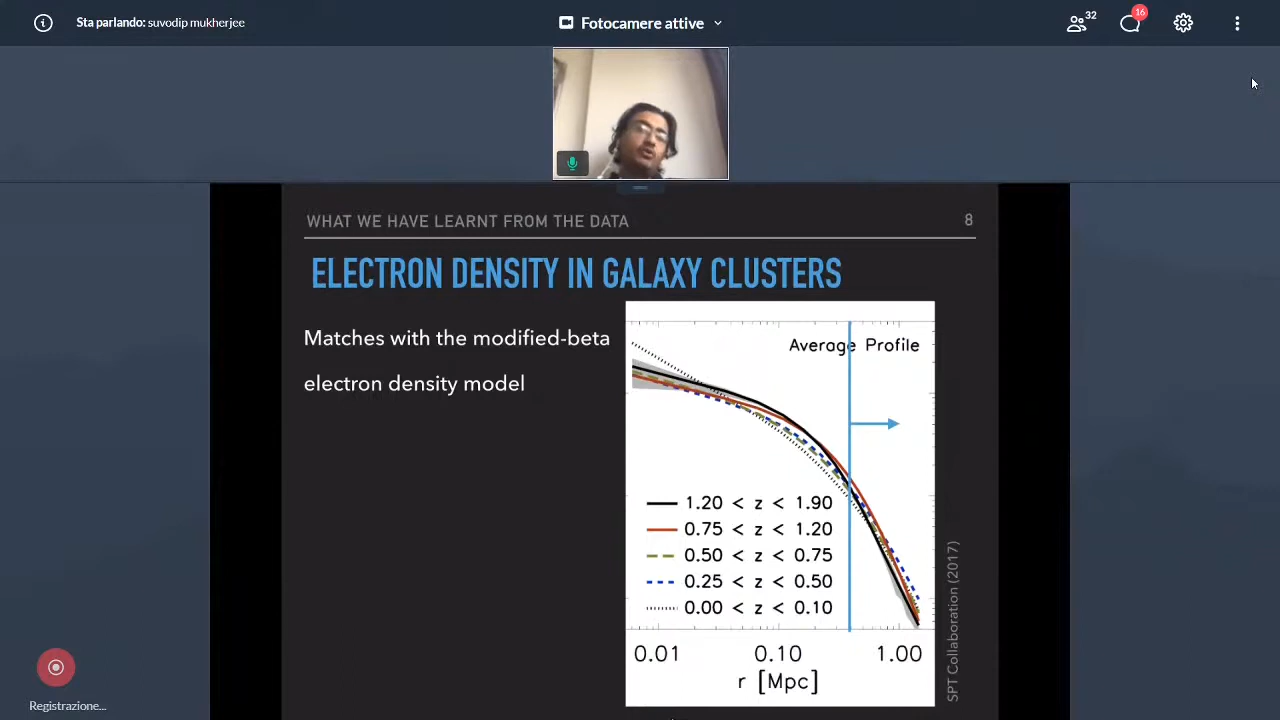 Sta parlando: suvodip mukherjee
Fotocamere attive
32
16
WHAT WE HAVE LEARNT FROM THE DATA
8
ELECTRON DENSITY IN GALAXY CLUSTERS
Matches with the modified-beta
electron density model
Average Profile
1.20 < z < 1.90
0.75 < z < 1.20
0.50 < z < 0.75
0.25 < z < 0.50
0.00 < z < 0.10
0.01 0.10 1.00
r [Mpc]
SPT Collaboration (2017)
Registrazione...